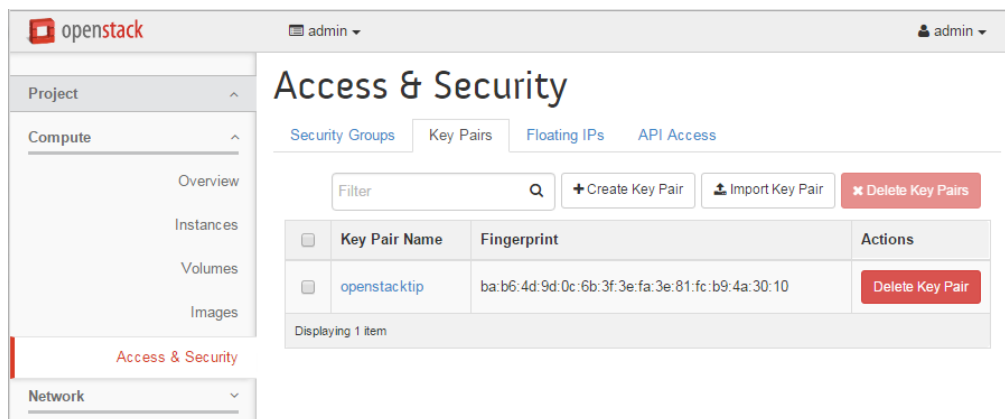 openstack
admin
admin
Project
Compute
Overview
Instances
Volumes
Images
Access & Security
Network
Access & Security
Security Groups Key Pairs Floating IPs API Access
Filter Create Key Pair Import Key Pair Delete Key Pairs
Key Pair Name Fingerprint Actions
openstacktip ba:b6:4d:9d:0c:6b:3f:3e:fa:3e:81:fc:b9:4a:30:10 Delete Key Pair
Displaying 1 item